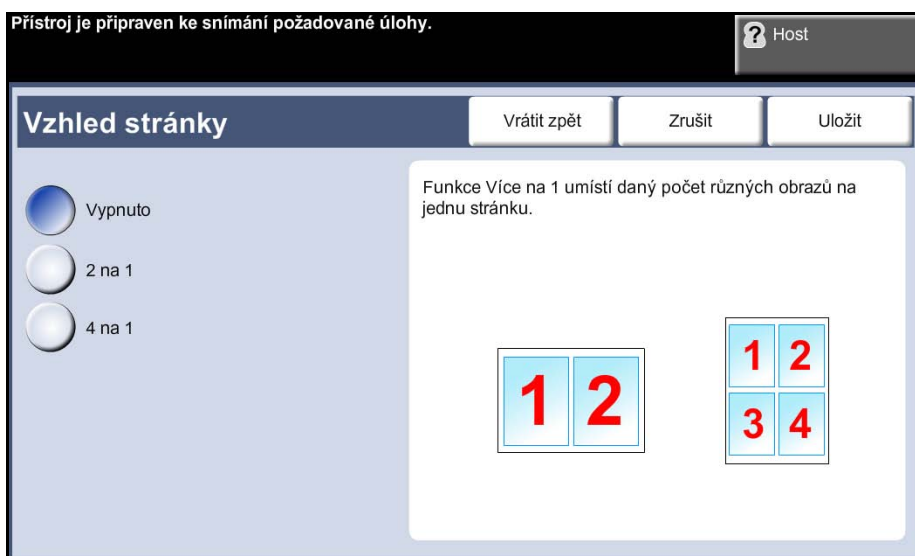 Přístroj je připraven ke snímání požadované úlohy.
? Host
Vzhled stránky
Vrátit zpět
Zrušit
Uložit
Vypnuto
2 na 1
4 na 1
Funkce Více na 1 umístí daný počet různých obrazů na
jednu stránku.
1 2
1 2
3 4